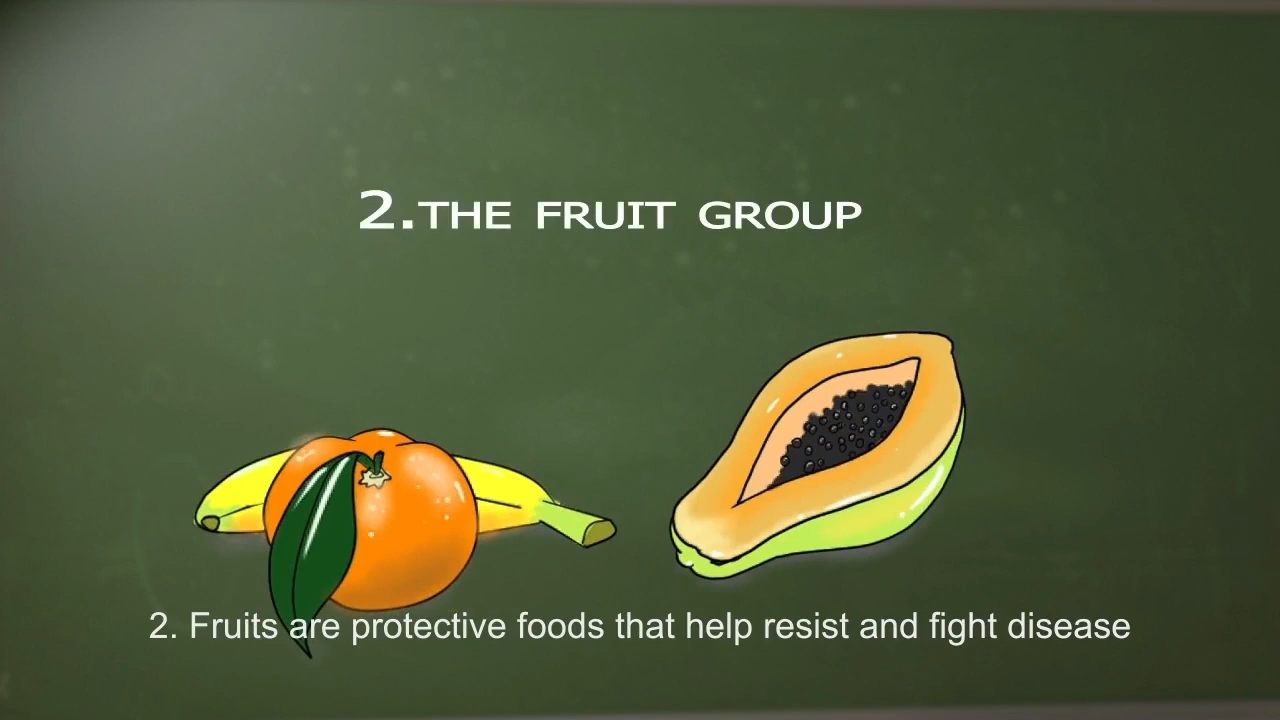 2.THE FRUIT GROUP
2. Fruits are protective foods that help resist and fight disease